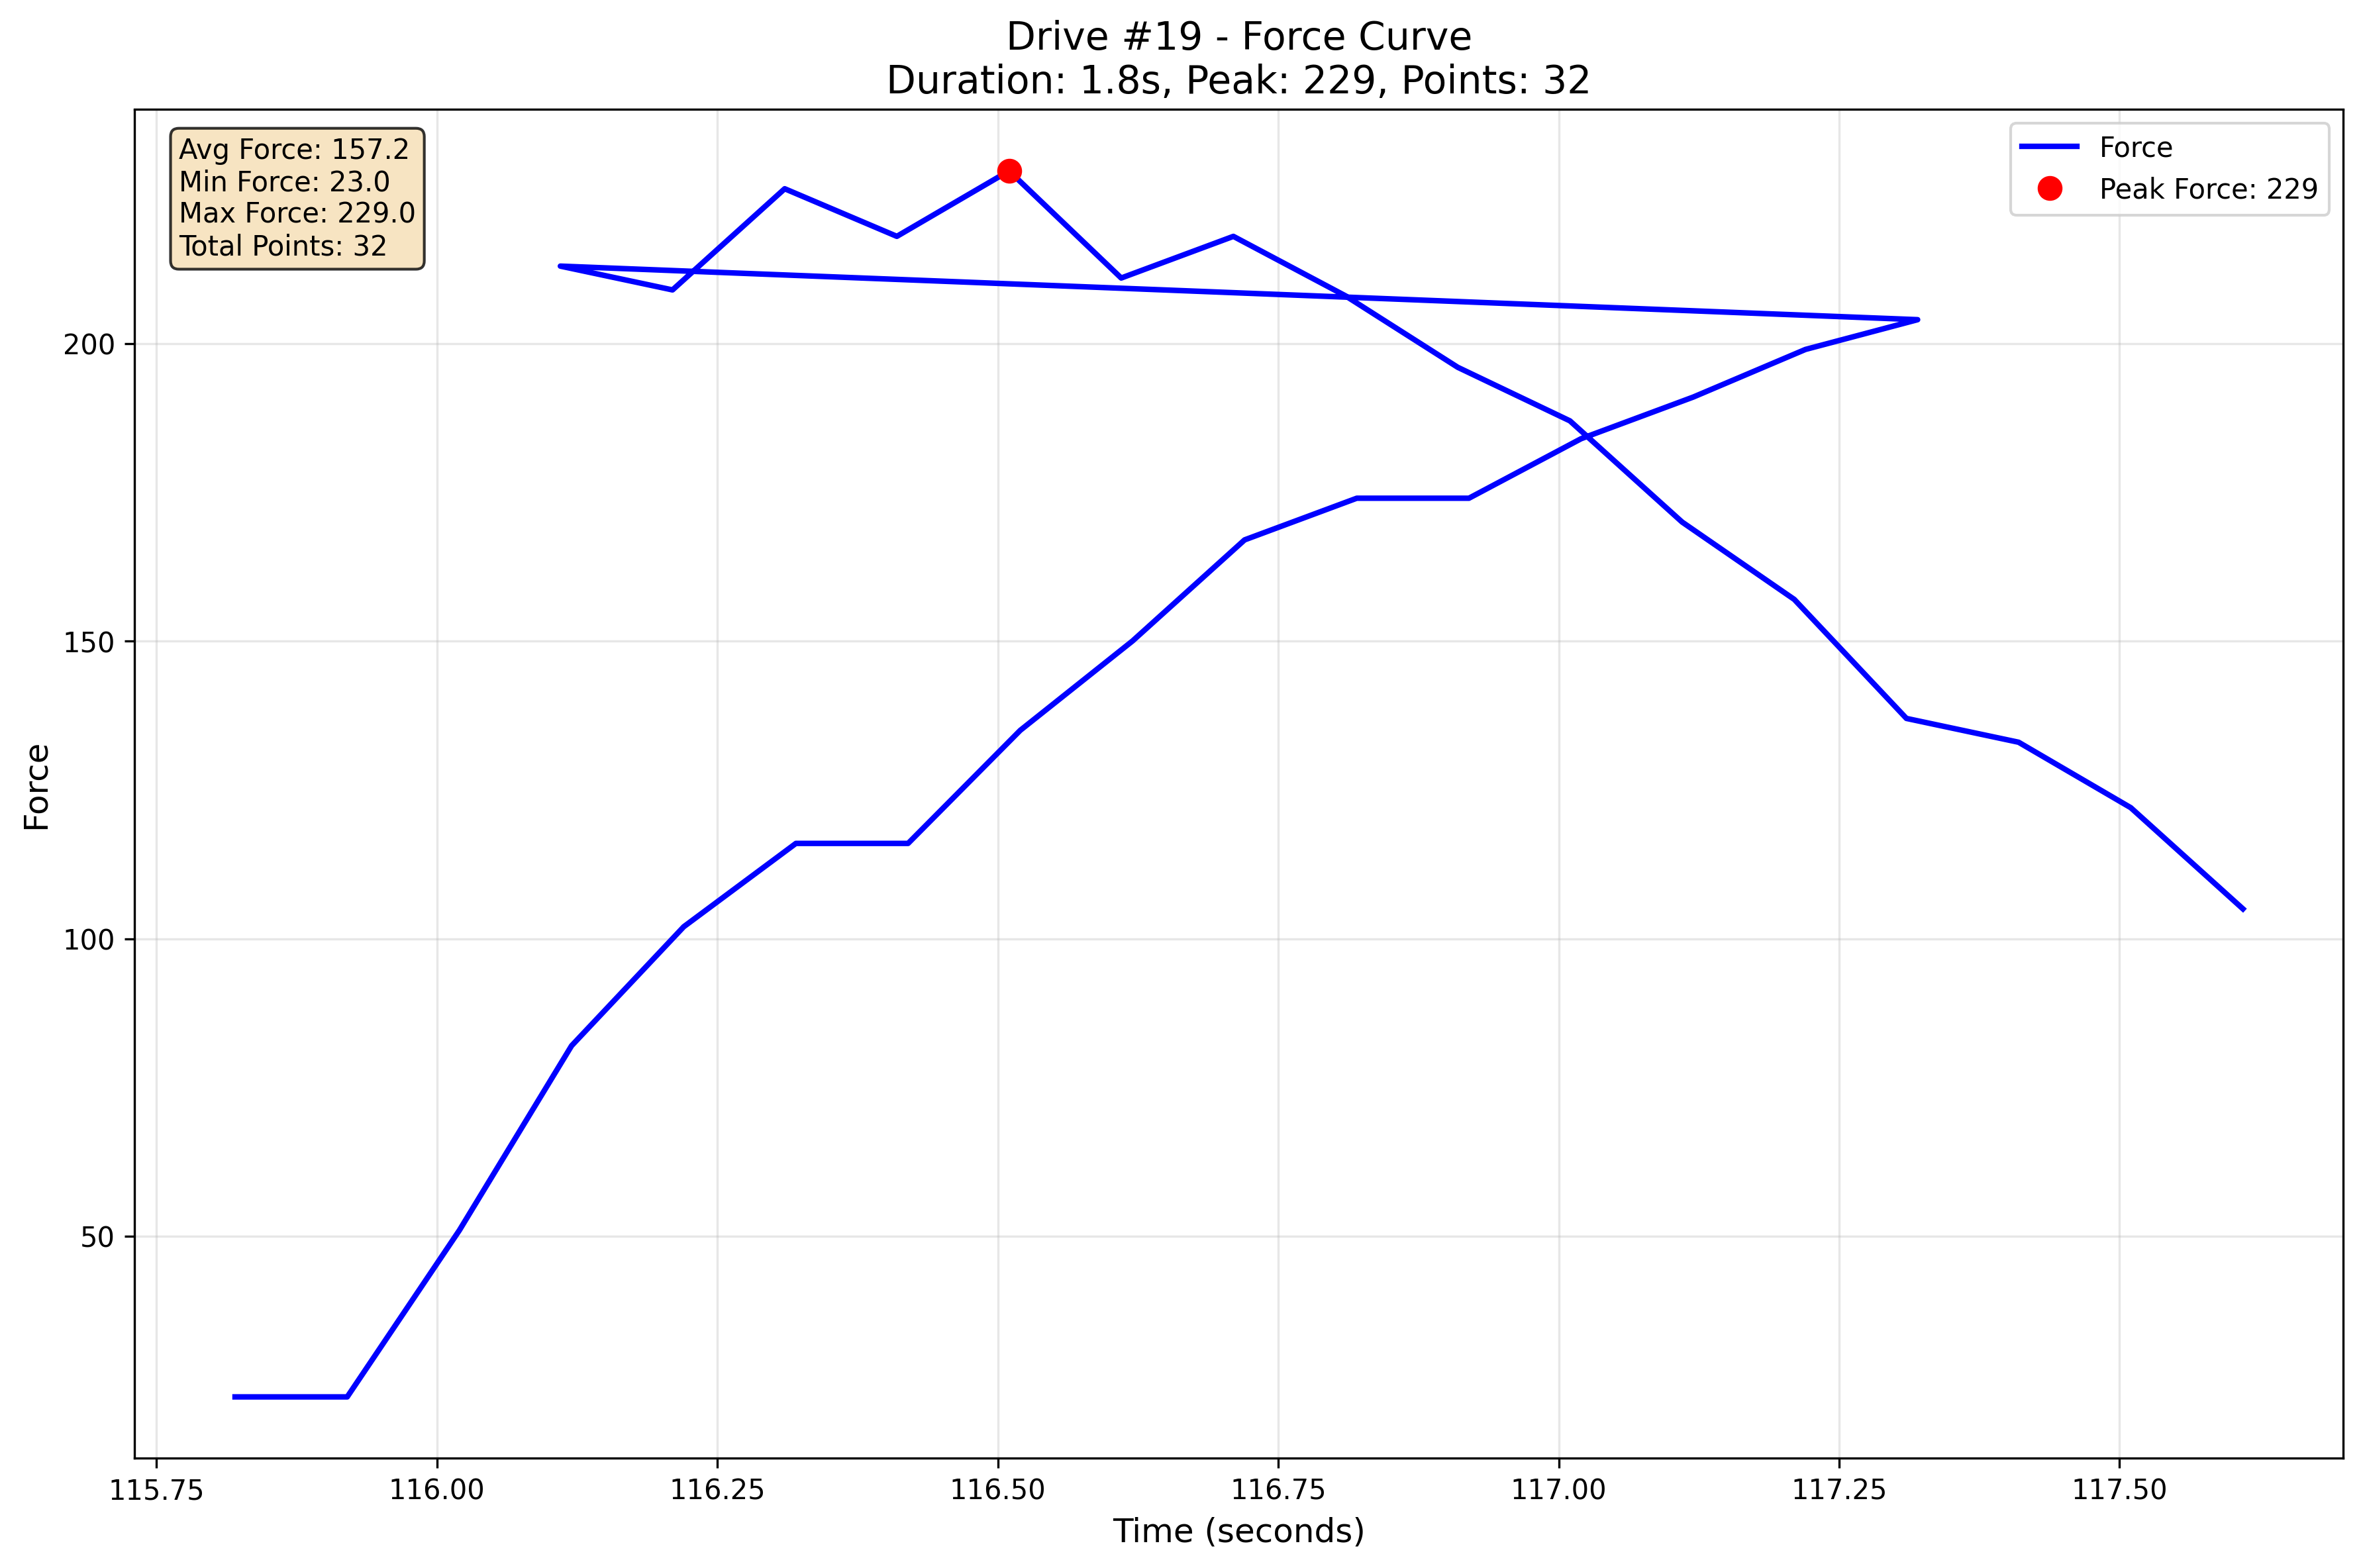 Drive #19 - Force Curve
Duration: 1.8s, Peak: 229, Points: 32
Avg Force: 157.2
Min Force: 23.0
Max Force: 229.0
Total Points: 32
Force
Peak Force: 229
200
150
100
50
Force
115.75 116.00 116.25 116.50 116.75 117.00 117.25 117.50
Time (seconds)